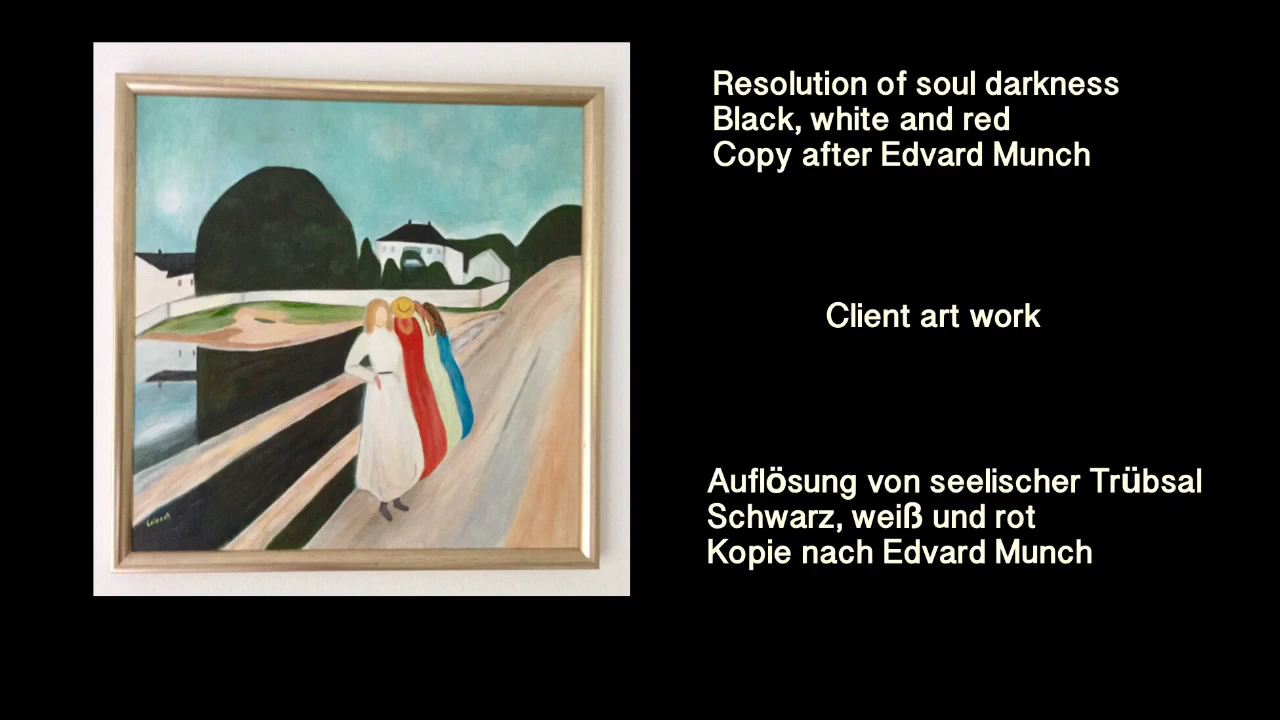 Resolution of soul darkness
Black, white and red
Copy after Edvard Munch
Client art work
Auflösung von seelischer Trübsal
Schwarz, weiß und rot
Kopie nach Edvard Munch